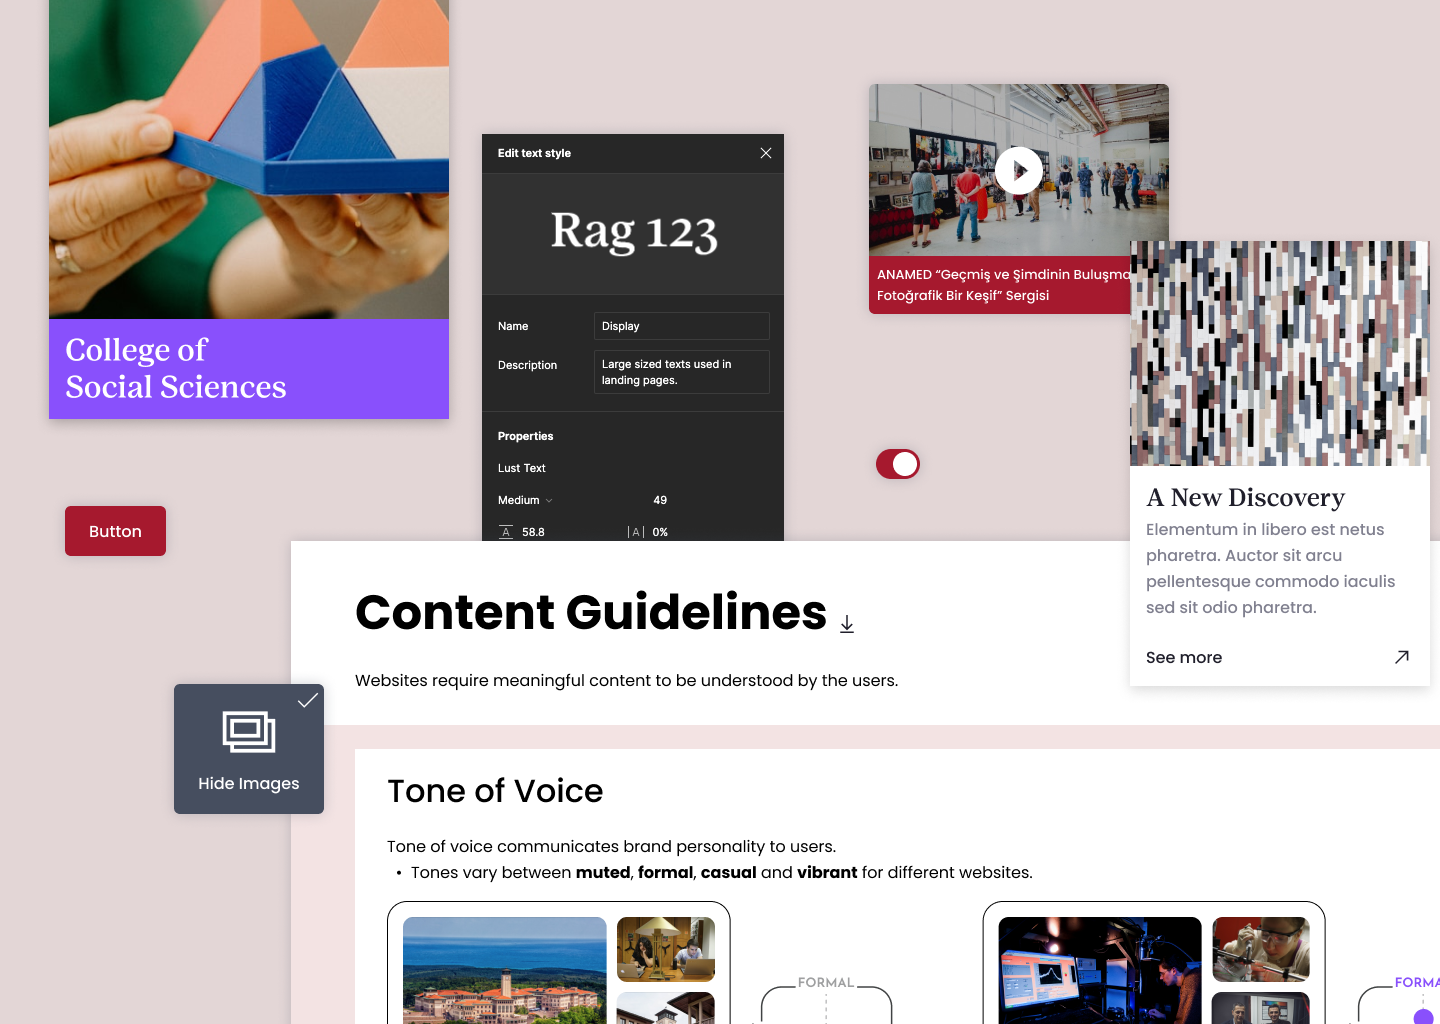 College of
Social Sciences
Edit text style
Rag 123
Name
Display
Description
Large sized texts used in
landing pages.
Properties
Lust Text
Medium
49
A
58.8
|A|
0%
ANAMED “Geçmiş ve Şimdinin Buluşma
Fotoğrafik Bir Keşif” Sergisi
A New Discovery
Elementum in libero est netus
pharetra. Auctor sit arcu
pellentesque commodo iaculis
sed sit odio pharetra.
See more
Button
Content Guidelines
Websites require meaningful content to be understood by the users.
Hide Images
Tone of Voice
Tone of voice communicates brand personality to users.
• Tones vary between muted, formal, casual and vibrant for different websites.
FORMAL
FORMA